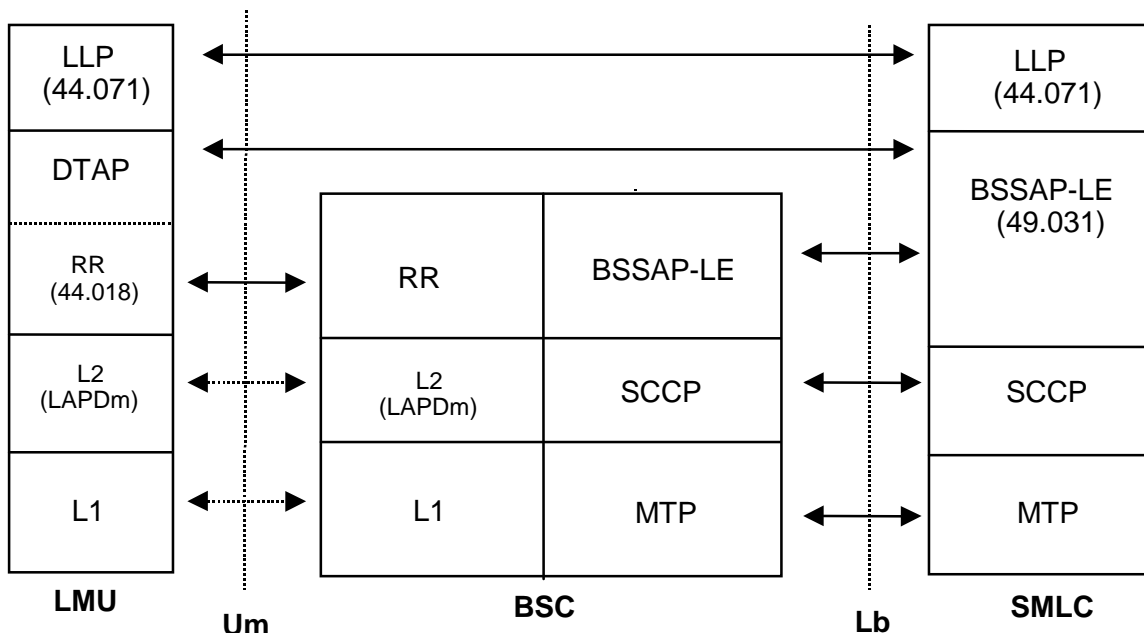 LLP
(44.071)
DTAP
RR
(44.018)
L2
(LAPDm)
L1
LMU
Um
RR
BSSAP-LE
L2
(LAPDm)
SCCP
L1
MTP
BSC
Lb
LLP
(44.071)
BSSAP-LE
(49.031)
SCCP
MTP
SMLC